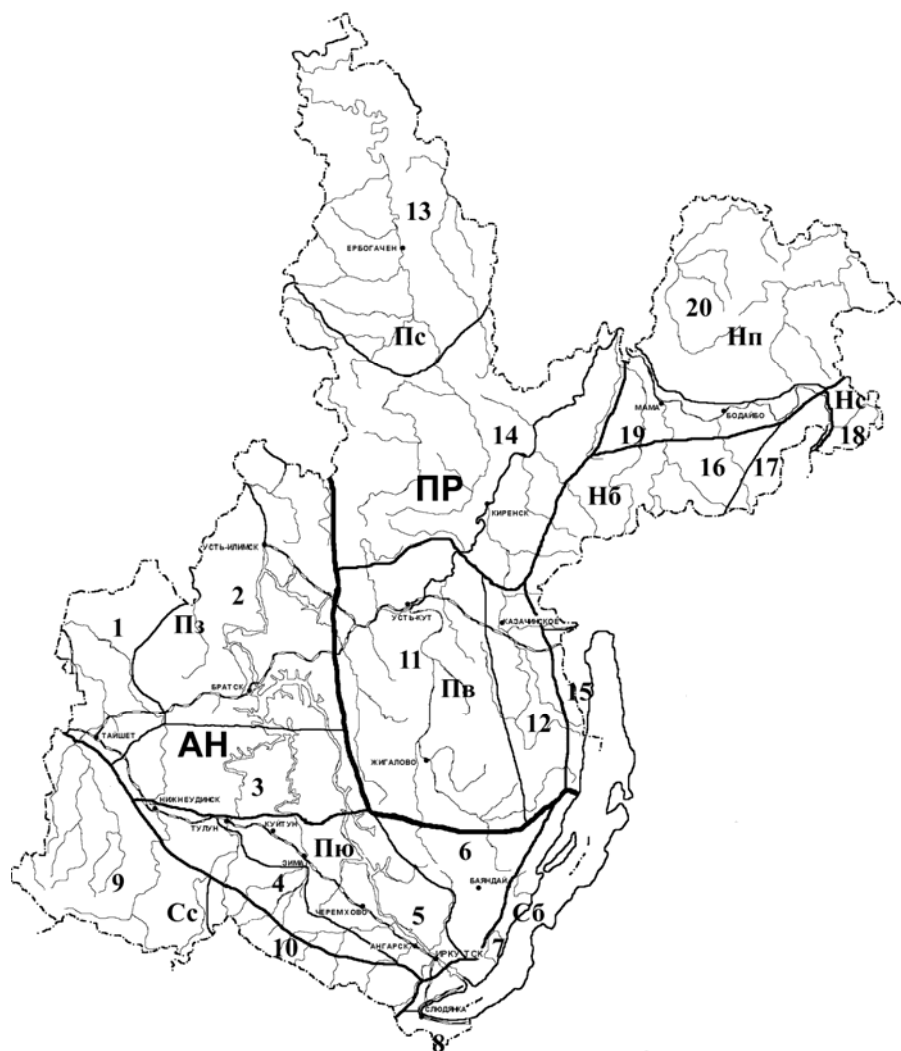 13
ЕРБОГАЧЕН
20
Пс
Нп
МАМА
БОДАЙБО
Нс
19
18
14
16
17
ПР
Нб
КИРЕНСК
УСТЬ-ИЛИМСК
2
1
Пз
УСТЬ-КУТ
КАЗАЧИНСКОЕ
11
БРАТСК
Пв
15
12
ТАЙШЕТ
АН
ЖИГАЛОВО
3
НИЖНЕУДИНСК
ТУЛУН
КУЙТУН
Пю
6
ЗИМА
9
4
БАЯНДАЙ
Сс
ЧЕРЕМХОВО
5
Сб
10
АНГАРСК
ИРКУТСК
7
СЛЮДЯНКА
8